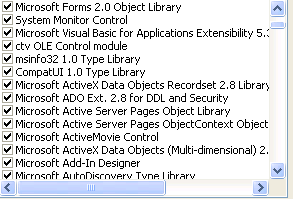 Microsoft Forms 2.0 Object Library
System Monitor Control
Microsoft Visual Basic for Applications Extensibility 5.3
ctv OLE Control module
msinfo32 1.0 Type Library
CompatUI 1.0 Type Library
Microsoft ActiveX Data Objects Recordset 2.8 Library
Microsoft ADO Ext. 2.8 for DDL and Security
Microsoft Active Server Pages Object Library
Microsoft Active Server Pages ObjectContext Object
Microsoft ActiveMovie Control
Microsoft ActiveX Data Objects (Multi-dimensional) 2.
Microsoft Add-In Designer
Microsoft AutoDiscovery Type Library